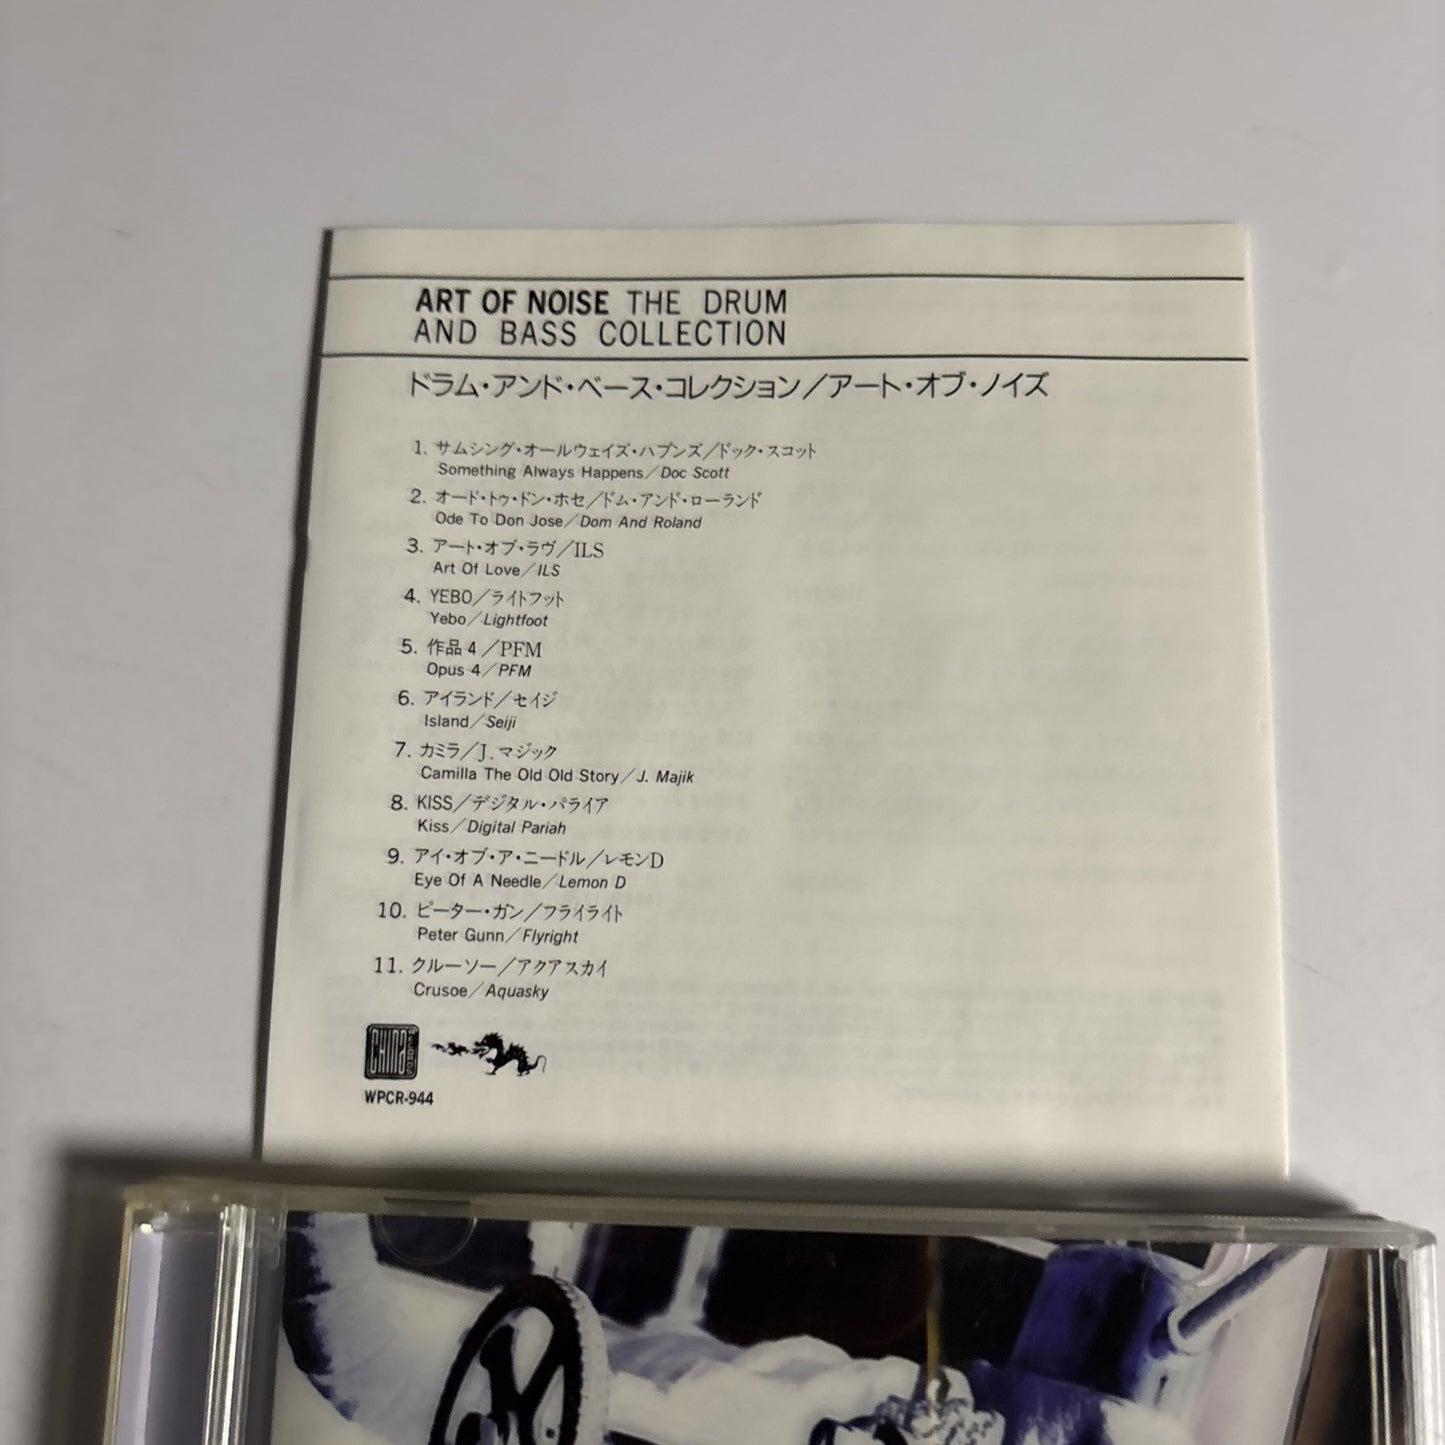 ART OF NOISE THE DRUM
AND BASS COLLECTION
ドラム・アンド・ベース・コレクション/アート・オブ・ノイズ
1. サムシング・オールウェイズ・ハプンズ/ドック・スコット
Something Always Happens/Doc Scott
2. オード・トゥ・ドン・ホセ/ドム・アンド・ローランド
Ode To Don Jose/Dom And Roland
3. アート・オブ・ラヴ/ILS
Art Of Love/ILS
4. YEBO/ライトフット
Yebo/Lightfoot
5. 作品4/PFM
Opus 4/PFM
6. アイランド/セイジ
Island/Seiji
7. カミラ/J. マジック
Camilla The Old Old Story/J. Majik
8. KISS/デジタル・パライア
Kiss/Digital Pariah
9. アイ・オブ・ア・ニードル/レモンD
Eye Of A Needle/Lemon D
10. ピーター・ガン/フライライト
Peter Gunn/Flyright
11. クルーソー/アクアスカイ
Crusoe/Aquasky
CHINA
WPCR-944